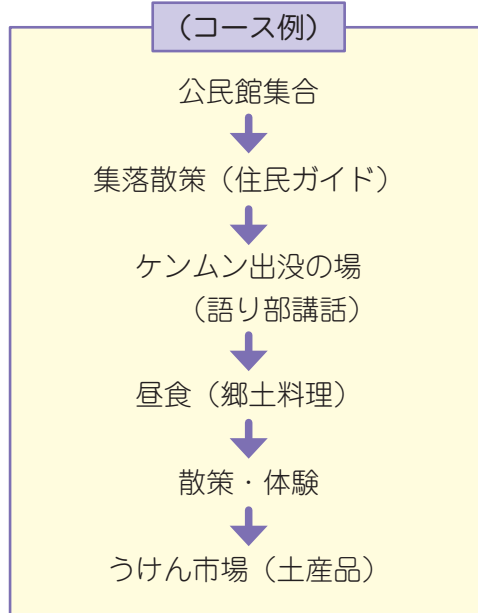 （コース例）
公民館集合
集落散策（住民ガイド）
ケンムン出没の場
（語り部講話）
昼食（郷土料理）
散策・体験
うけん市場（土産品）